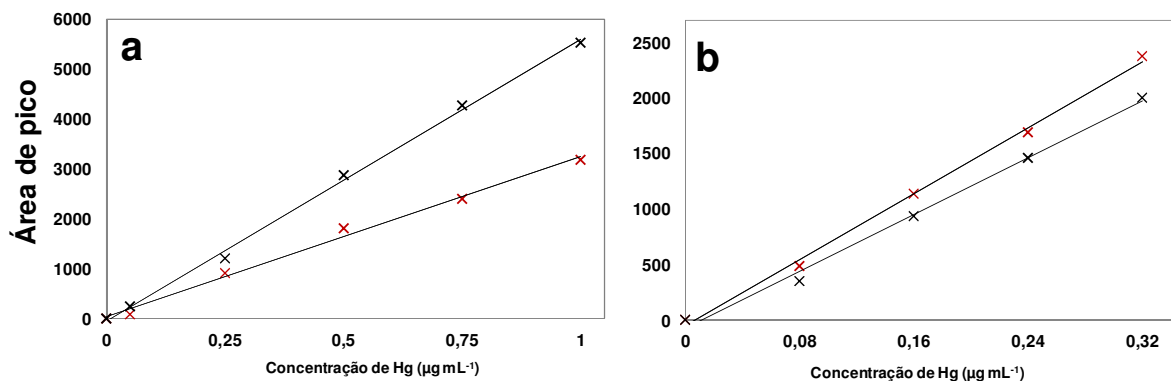 a
Área de pico
6000
5000
4000
3000
2000
1000
0
0 0,25 0,5 0,75 1
Concentração de Hg (µg mL⁻¹)
b
2500
2000
1500
1000
500
0
0 0,08 0,16 0,24 0,32
Concentração de Hg (µg mL⁻¹)